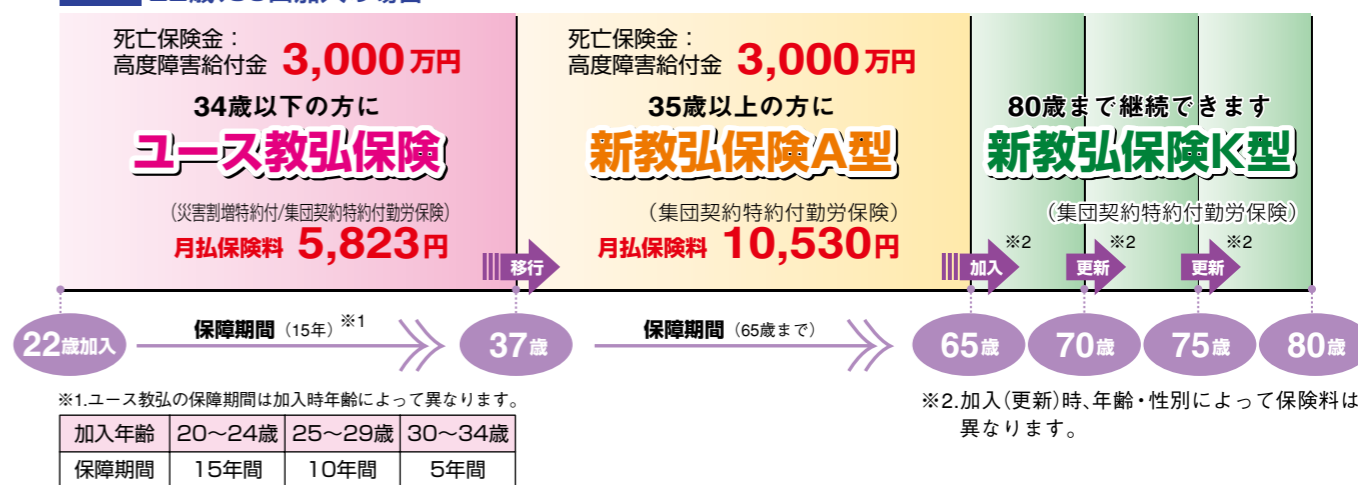 死亡保険金：
高度障害給付金 3,000万円
34歳以下の方に
ユース教弘保険
（災害割増特約付/集団契約特約付勤労保険）
月払保険料 5,823円
移行
死亡保険金：
高度障害給付金 3,000万円
35歳以上の方に
新教弘保険A型
（集団契約特約付勤労保険）
月払保険料 10,530円
80歳まで継続できます
新教弘保険K型
（集団契約特約付勤労保険）
加入 ※2 更新 ※2 更新 ※2
22歳加入 保障期間（15年）※1 37歳 保障期間（65歳まで） 65歳 70歳 75歳 80歳
※1.ユース教弘の保障期間は加入時年齢によって異なります。
加入年齢 20～24歳 25～29歳 30～34歳
保障期間 15年間 10年間 5年間
※2.加入(更新)時、年齢・性別によって保険料は
異なります。